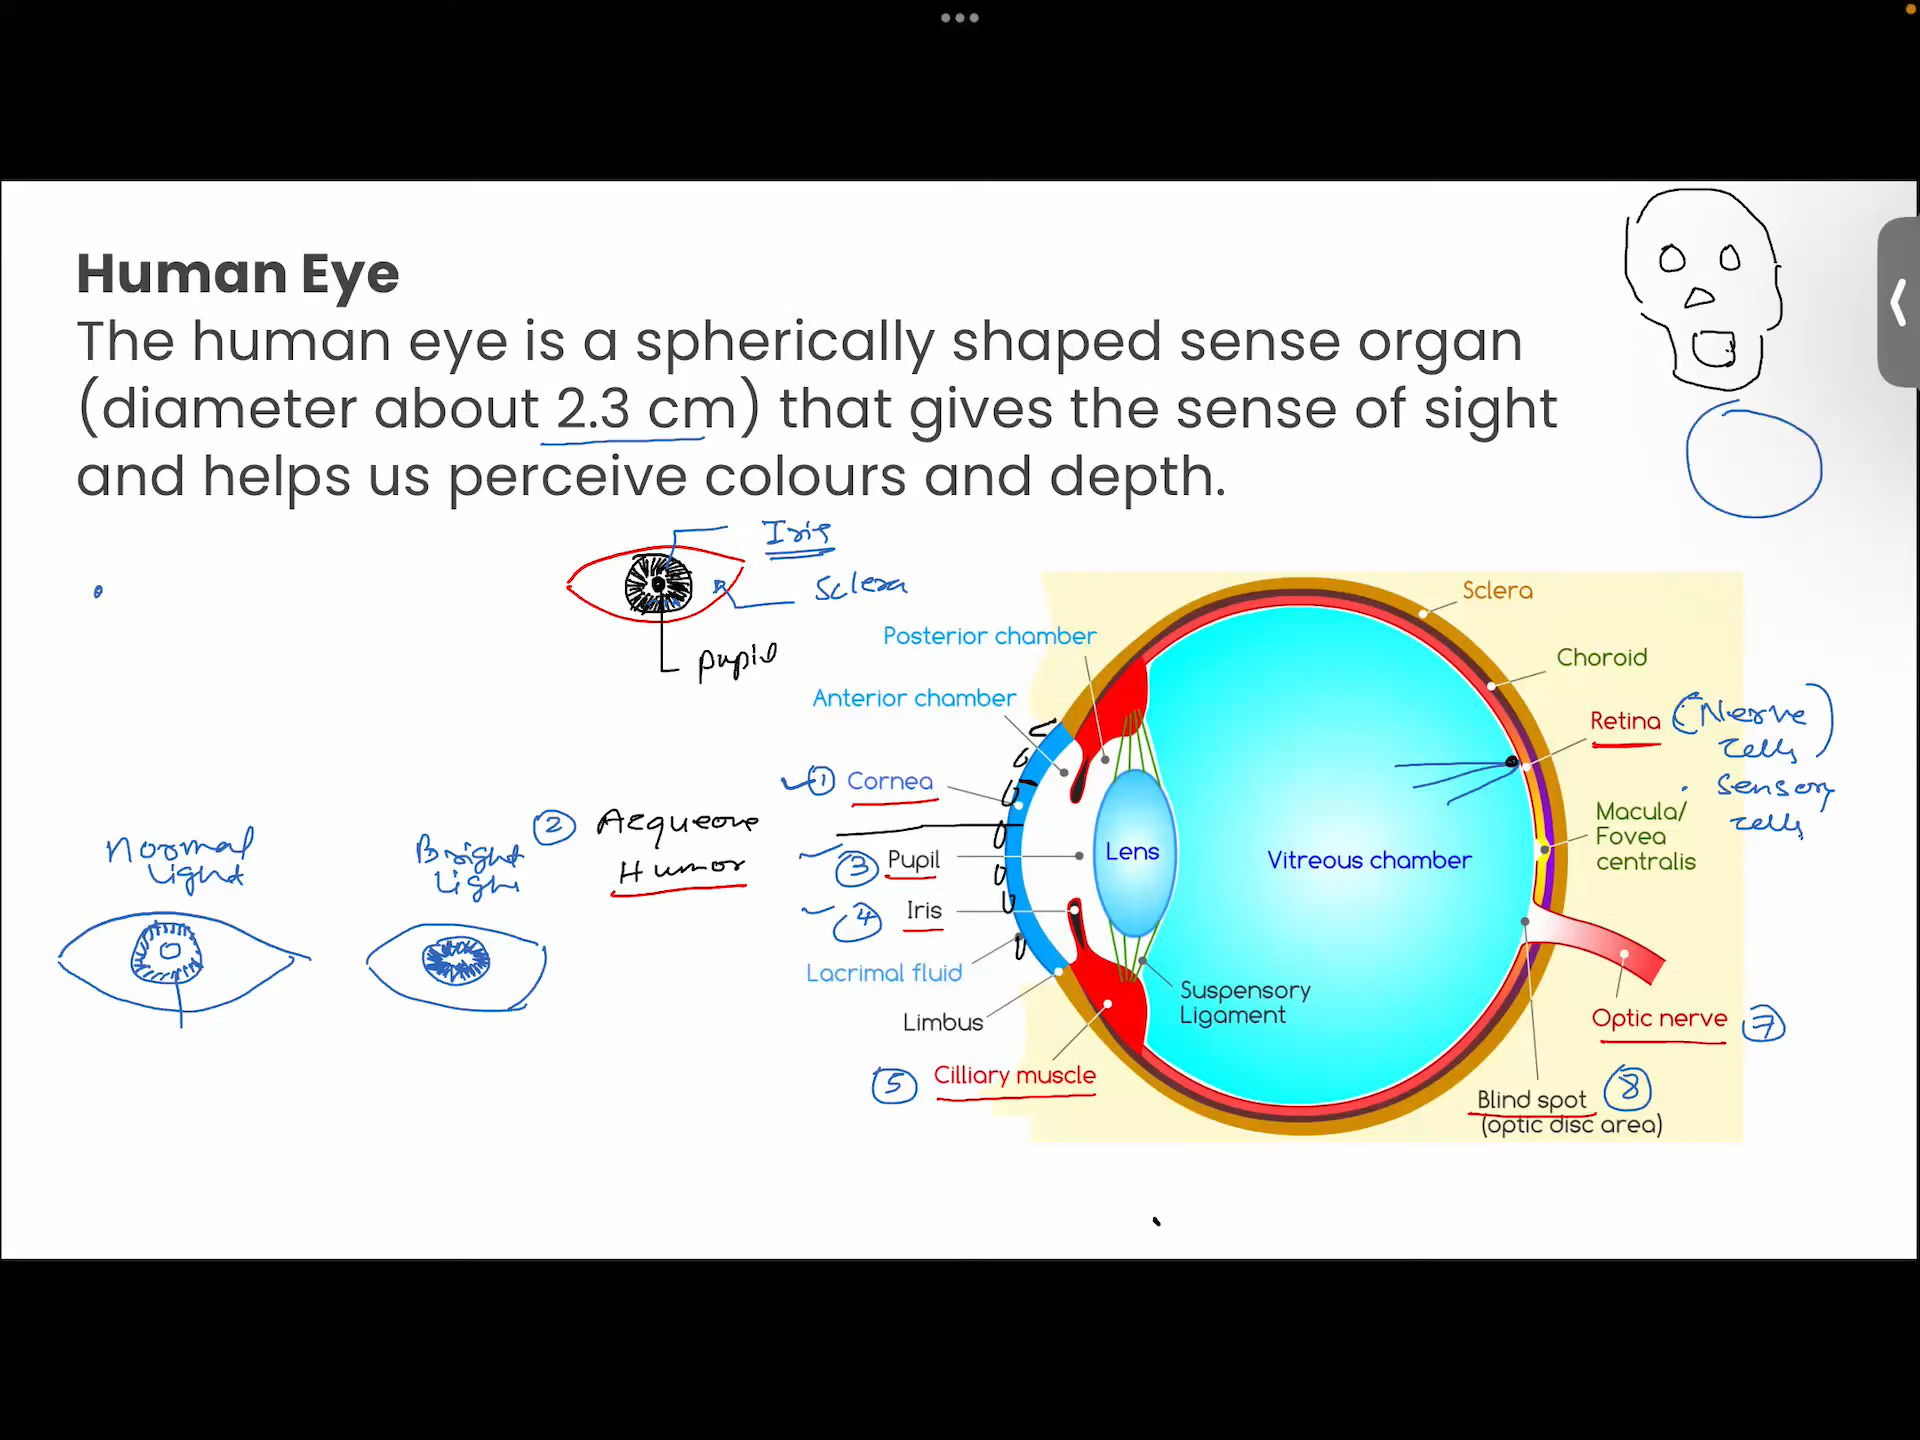 Human Eye
The human eye is a spherically shaped sense organ
(diameter about 2.3 cm) that gives the sense of sight
and helps us perceive colours and depth.
Iris
Sclera
pupil
Posterior chamber
Anterior chamber
① Cornea
② Aequeous
Humor
③ Pupil
④ Iris
Lacrimal fluid
Limbus
⑤ Cilliary muscle
Normal
Light
Bright
Light
Lens
Vitreous chamber
Suspensory
Ligament
Sclera
Choroid
Retina (Nerve
cells)
sensory
cells
Macula/
Fovea
centralis
Optic nerve ⑦
Blind spot ⑧
(optic disc area)